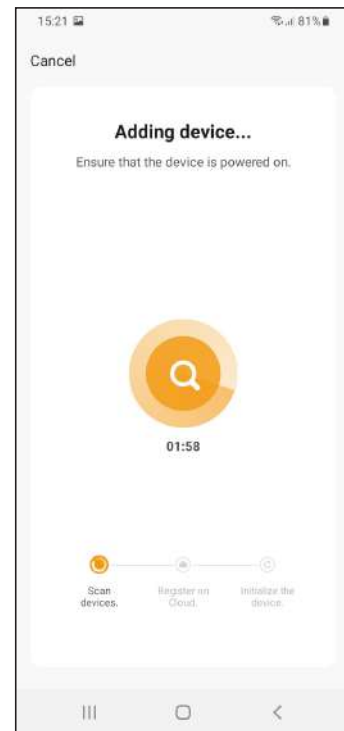 15:21 81%
Cancel
Adding device...
Ensure that the device is powered on.
01:58
Scan devices.
Register on Cloud.
Initialize the device.